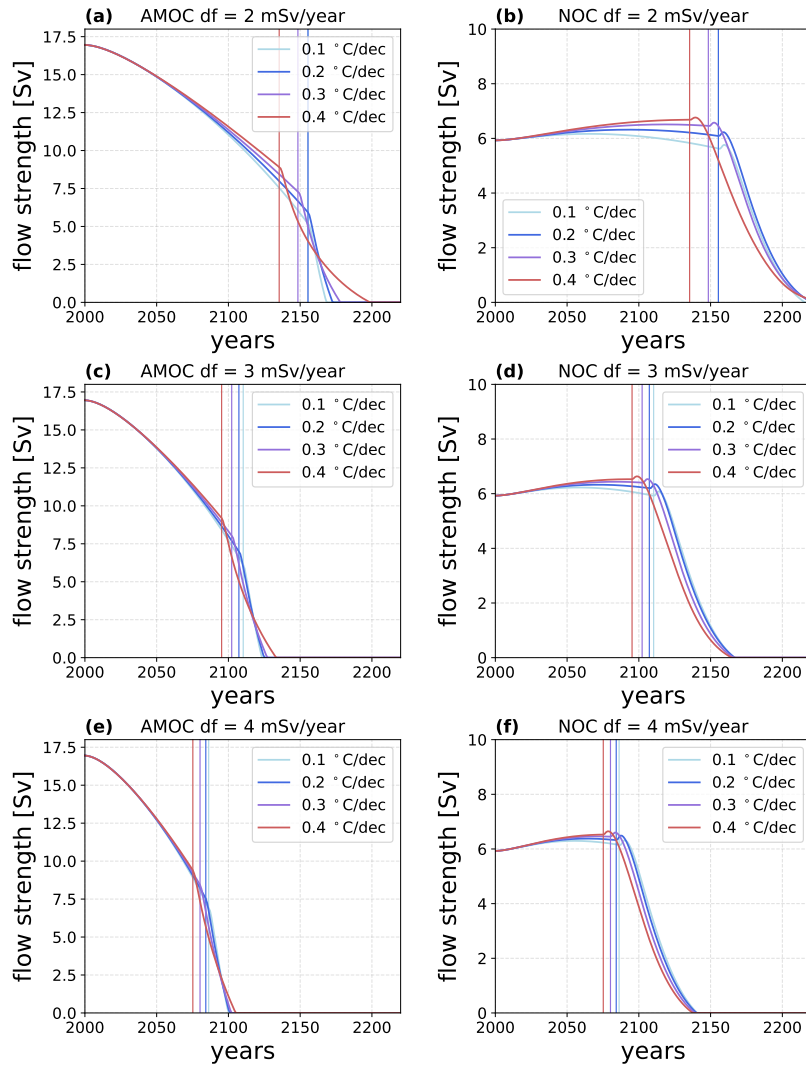 (a) AMOC df = 2 mSv/year
flow strength [Sv]
17.5
15.0
12.5
10.0
7.5
5.0
2.5
0.0
0.1 °C/dec
0.2 °C/dec
0.3 °C/dec
0.4 °C/dec
2000 2050 2100 2150 2200
years
(b) NOC df = 2 mSv/year
flow strength [Sv]
10
8
6
4
2
0
0.1 °C/dec
0.2 °C/dec
0.3 °C/dec
0.4 °C/dec
2000 2050 2100 2150 2200
years
(c) AMOC df = 3 mSv/year
flow strength [Sv]
17.5
15.0
12.5
10.0
7.5
5.0
2.5
0.0
0.1 °C/dec
0.2 °C/dec
0.3 °C/dec
0.4 °C/dec
2000 2050 2100 2150 2200
years
(d) NOC df = 3 mSv/year
flow strength [Sv]
10
8
6
4
2
0
0.1 °C/dec
0.2 °C/dec
0.3 °C/dec
0.4 °C/dec
2000 2050 2100 2150 2200
years
(e) AMOC df = 4 mSv/year
flow strength [Sv]
17.5
15.0
12.5
10.0
7.5
5.0
2.5
0.0
0.1 °C/dec
0.2 °C/dec
0.3 °C/dec
0.4 °C/dec
2000 2050 2100 2150 2200
years
(f) NOC df = 4 mSv/year
flow strength [Sv]
10
8
6
4
2
0
0.1 °C/dec
0.2 °C/dec
0.3 °C/dec
0.4 °C/dec
2000 2050 2100 2150 2200
years